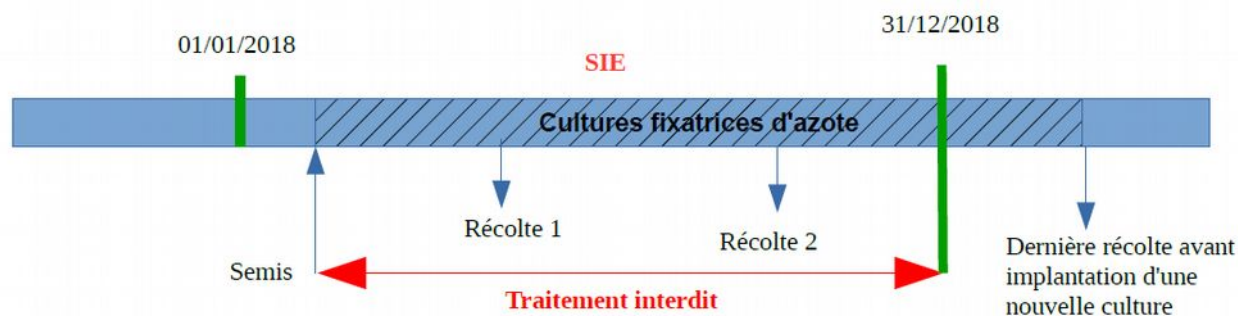 01/01/2018
31/12/2018
SIE
Cultures fixatrices d'azote
Récolte 1
Récolte 2
Semis
Traitement interdit
Dernière récolte avant
implantation d'une
nouvelle culture